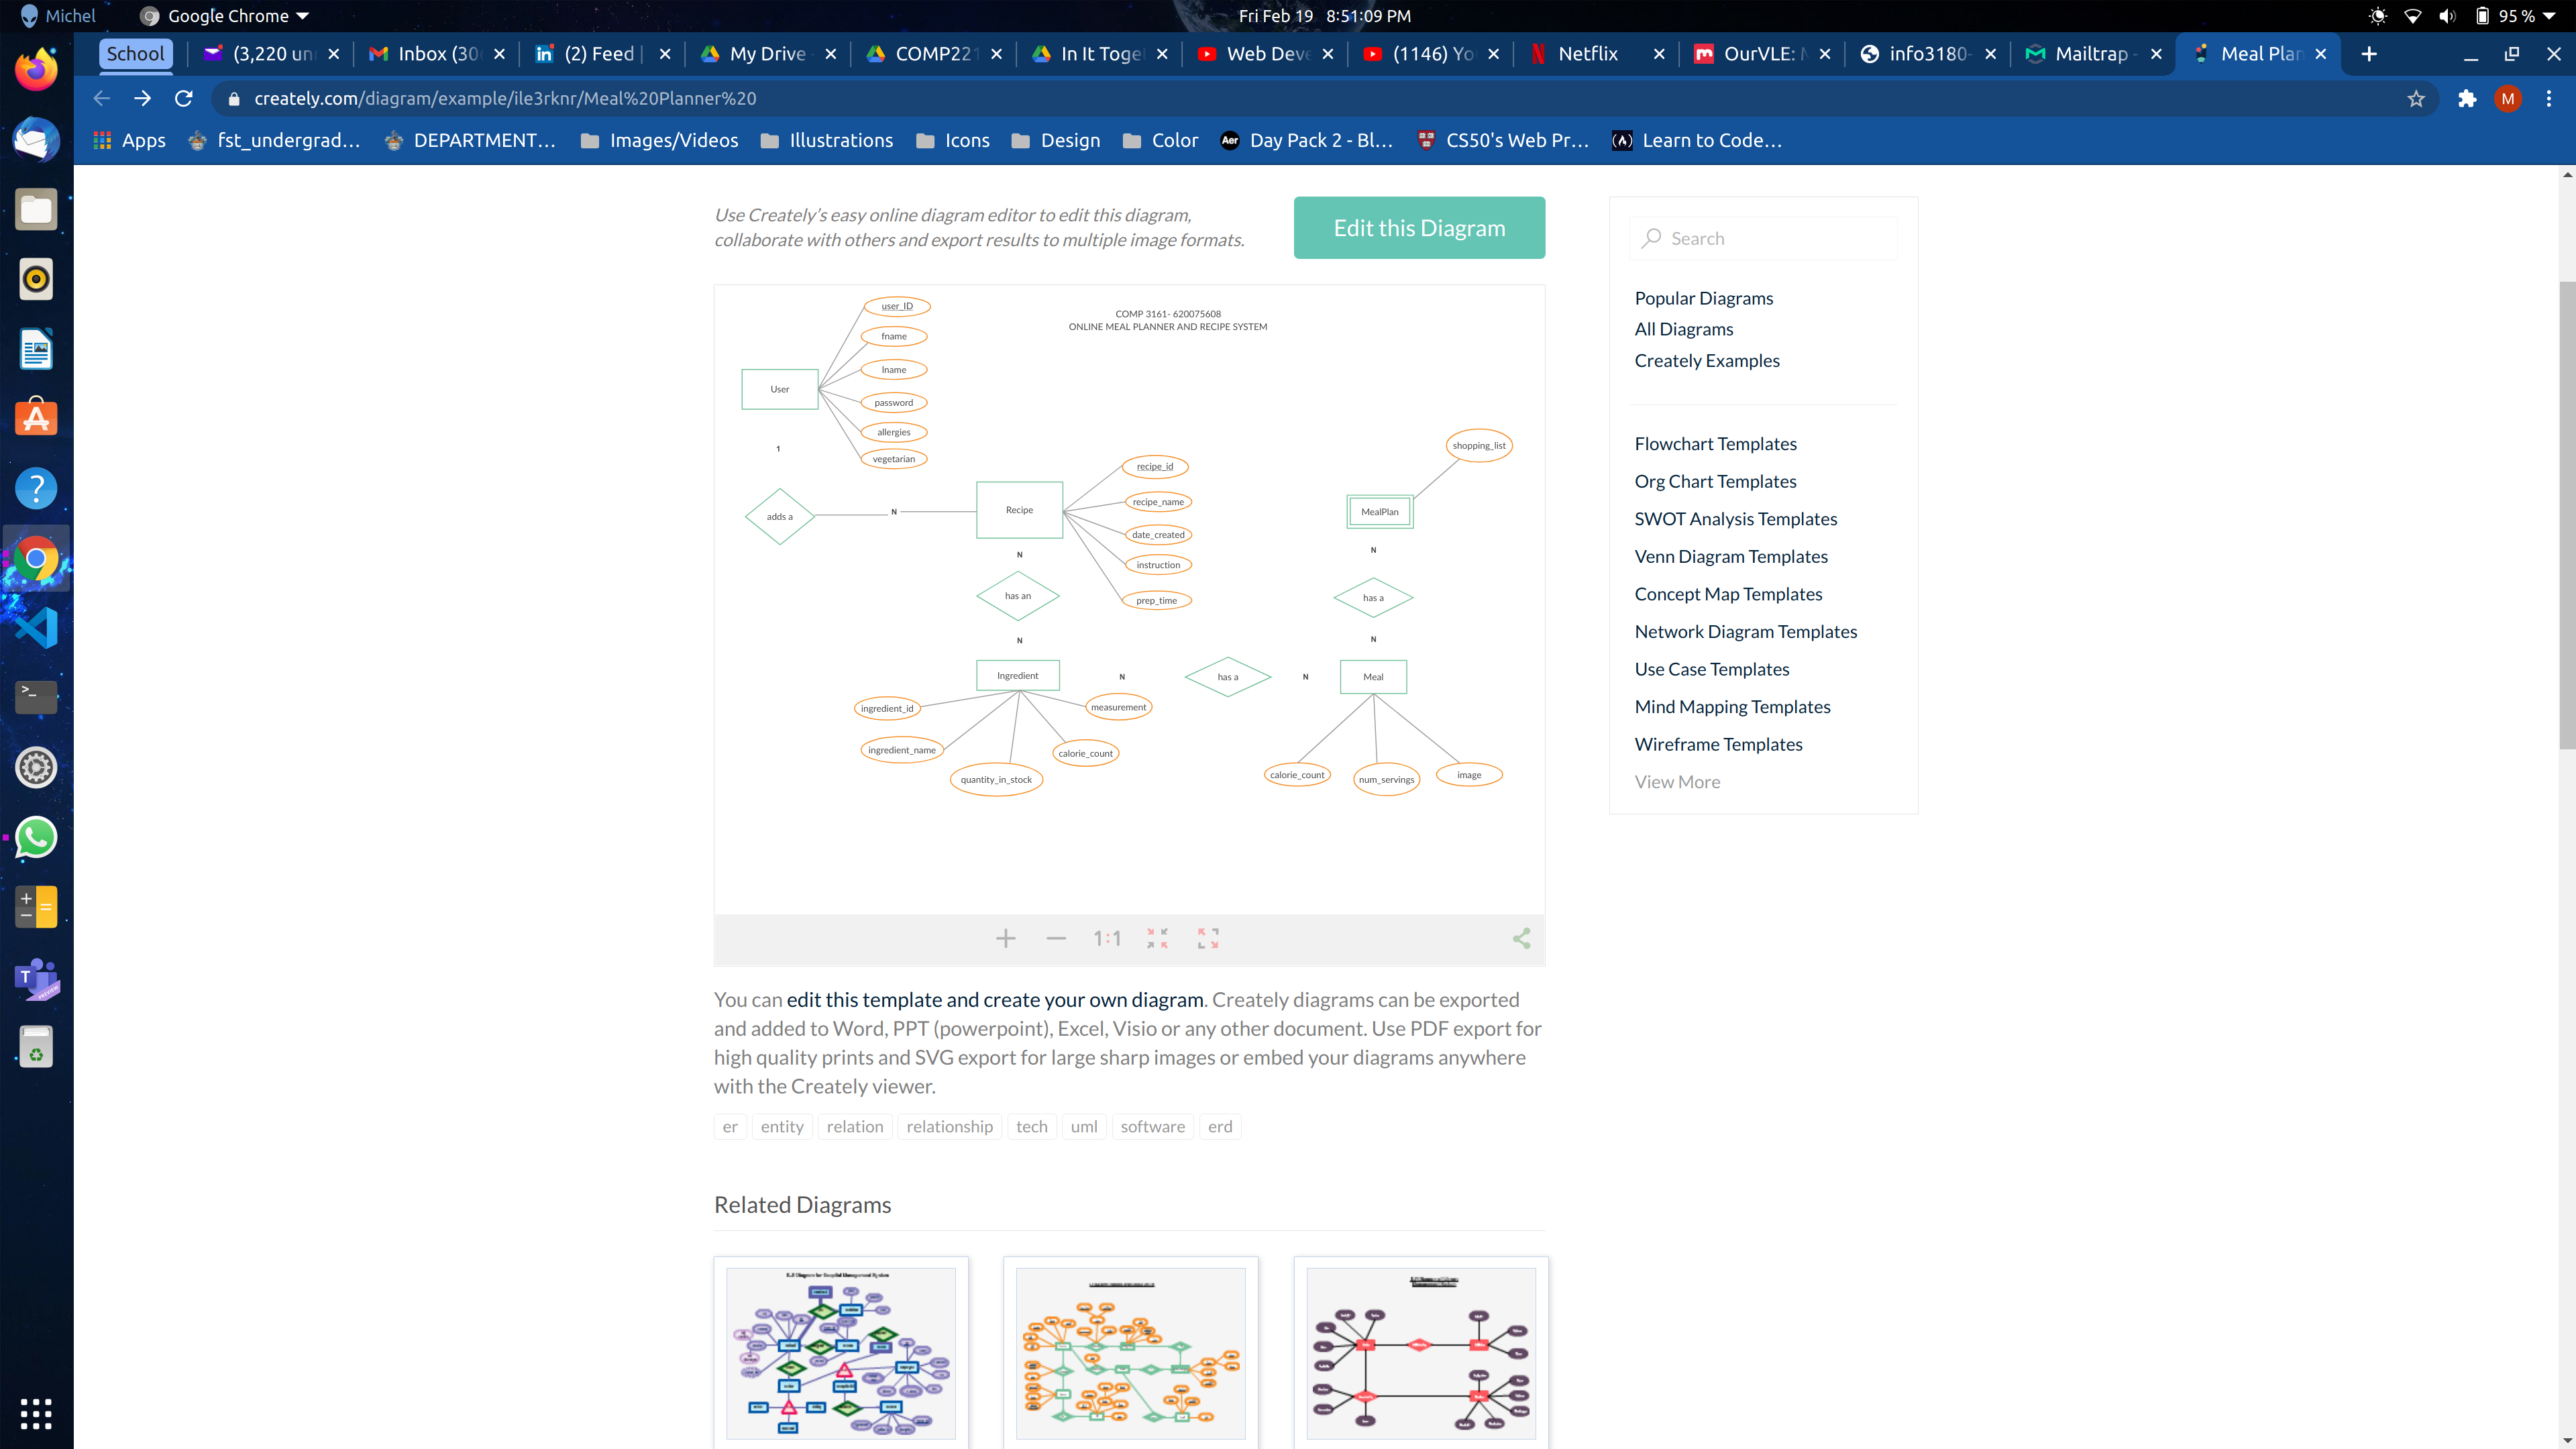 Michel
Google Chrome
Fri Feb 19 8:51:09 PM
95 %
School
(3,220 un
Inbox (30
(2) Feed |
My Drive -
COMP221
In It Toge
Web Deve
(1146) Yo
Netflix
OurVLE: M
info3180-
Mailtrap -
Meal Plan
creately.com/diagram/example/ile3rknr/Meal%20Planner%20
M
Apps
fst_undergrad...
DEPARTMENT...
Images/Videos
Illustrations
Icons
Design
Color
Aer
Day Pack 2 - Bl...
CS50's Web Pr...
Learn to Code...
Use Creately's easy online diagram editor to edit this diagram,
collaborate with others and export results to multiple image formats.
Edit this Diagram
Search
Popular Diagrams
All Diagrams
Creately Examples
Flowchart Templates
Org Chart Templates
SWOT Analysis Templates
Venn Diagram Templates
Concept Map Templates
Network Diagram Templates
Use Case Templates
Mind Mapping Templates
Wireframe Templates
View More
COMP 3161- 620075608
ONLINE MEAL PLANNER AND RECIPE SYSTEM
user_ID
fname
lname
User
password
allergies
1
vegetarian
shopping_list
recipe_id
recipe_name
adds a
N
Recipe
MealPlan
date_created
N
N
instruction
has an
prep_time
has a
N
N
Ingredient
N
has a
N
Meal
ingredient_id
measurement
ingredient_name
calorie_count
quantity_in_stock
calorie_count
num_servings
image
1:1
You can edit this template and create your own diagram. Creately diagrams can be exported
and added to Word, PPT (powerpoint), Excel, Visio or any other document. Use PDF export for
high quality prints and SVG export for large sharp images or embed your diagrams anywhere
with the Creately viewer.
er
entity
relation
relationship
tech
uml
software
erd
Related Diagrams
E-R Diagram for Hospital Management System